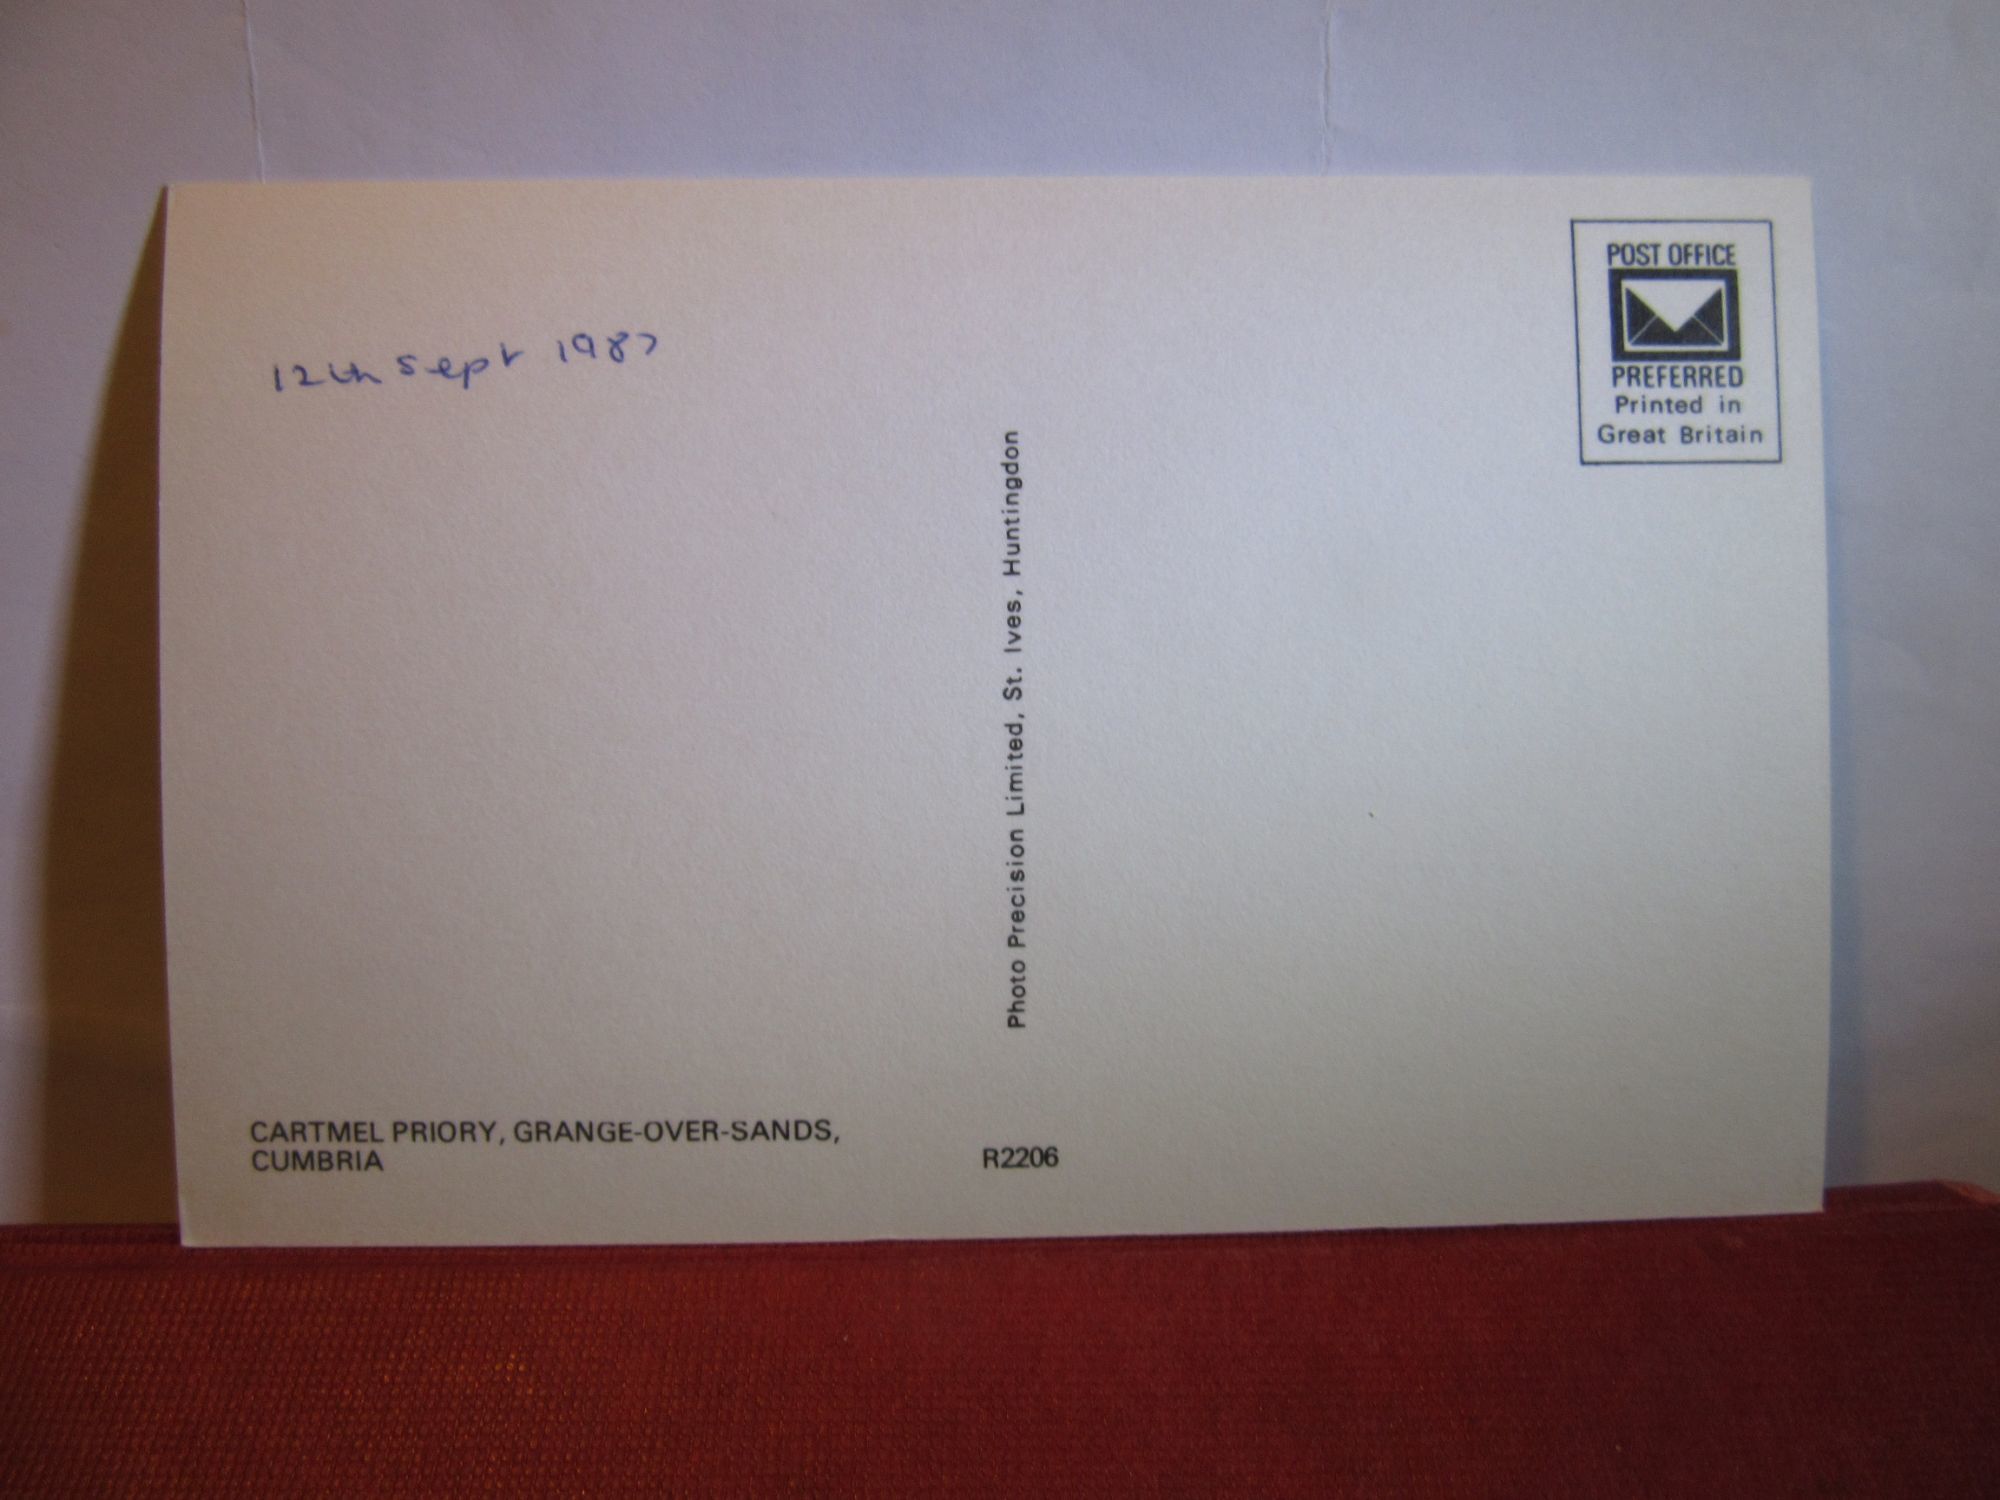 12th Sept 1987
POST OFFICE
PREFERRED
Printed in
Great Britain
Photo Precision Limited, St. Ives, Huntingdon
CARTMEL PRIORY, GRANGE-OVER-SANDS,
CUMBRIA
R2206